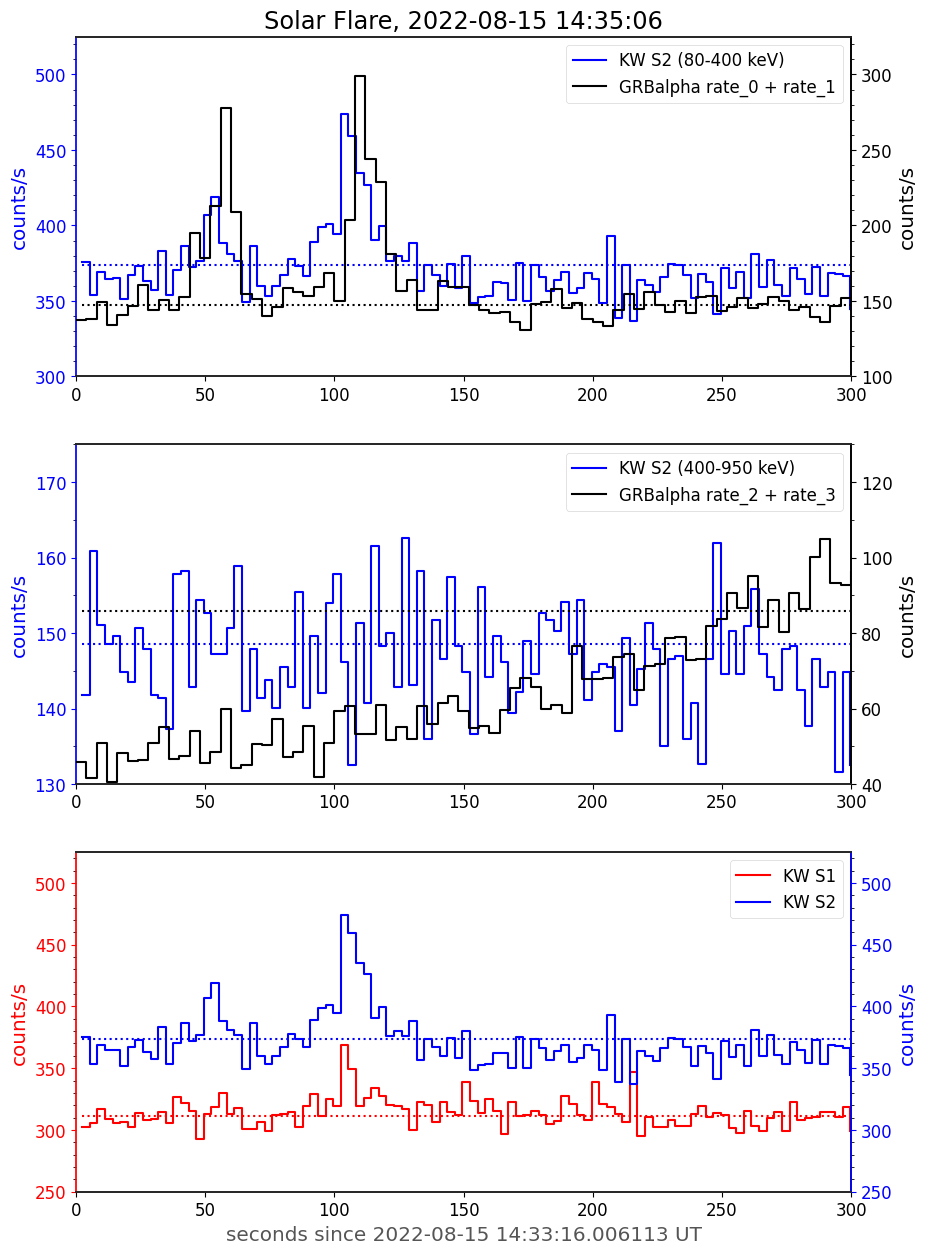 Solar Flare, 2022-08-15 14:35:06
KW S2 (80-400 keV)
GRBalpha rate_0 + rate_1
counts/s
500
450
400
350
300
counts/s
300
250
200
150
100
0 50 100 150 200 250 300
KW S2 (400-950 keV)
GRBalpha rate_2 + rate_3
counts/s
170
160
150
140
130
counts/s
120
100
80
60
40
0 50 100 150 200 250 300
KW S1
KW S2
counts/s
500
450
400
350
300
250
counts/s
500
450
400
350
300
250
0 50 100 150 200 250 300
seconds since 2022-08-15 14:33:16.006113 UT